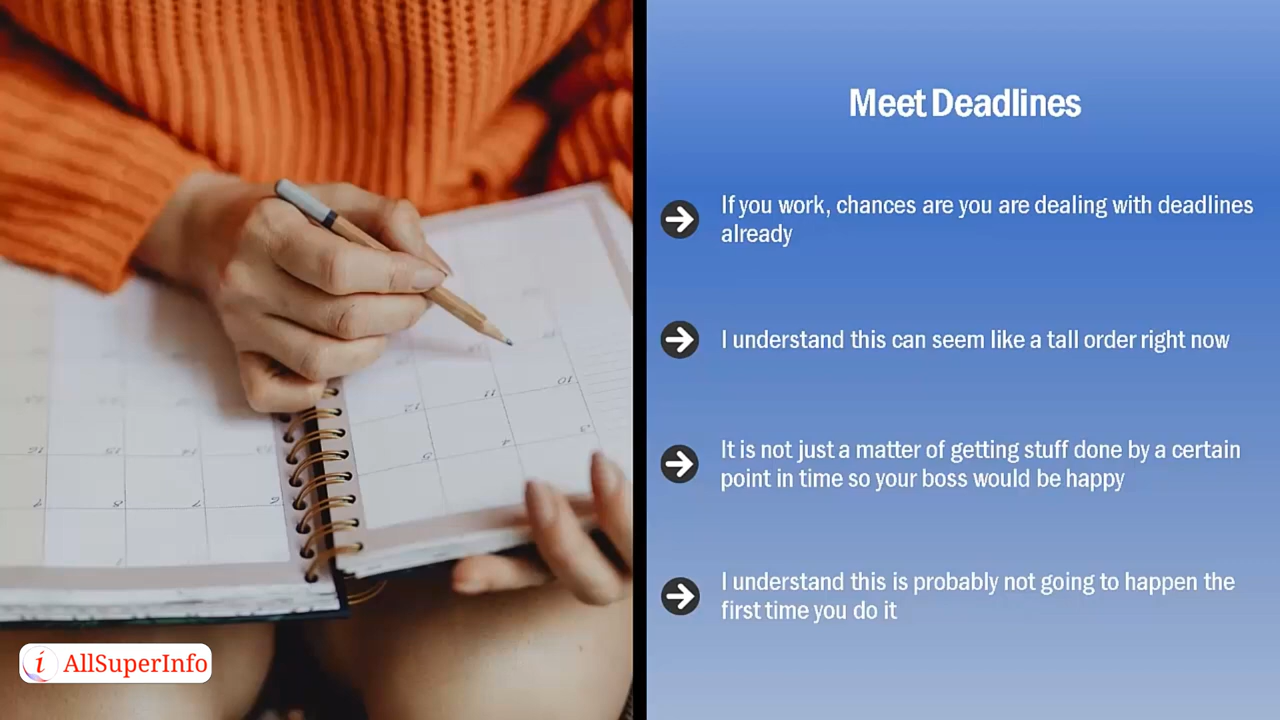 Meet Deadlines
If you work, chances are you are dealing with deadlines
already
I understand this can seem like a tall order right now
It is not just a matter of getting stuff done by a certain
point in time so your boss would be happy
I understand this is probably not going to happen the
first time you do it
i AllSuperInfo